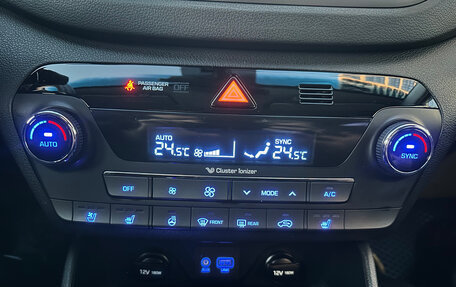 PASSENGER
AIR BAG OFF
AUTO SYNC
24.5°C 24.5°C
AUTO
SYNC
Cluster Ionizer
OFF MODE A/C
FRONT REAR
12V 180W AUX 12V 180W